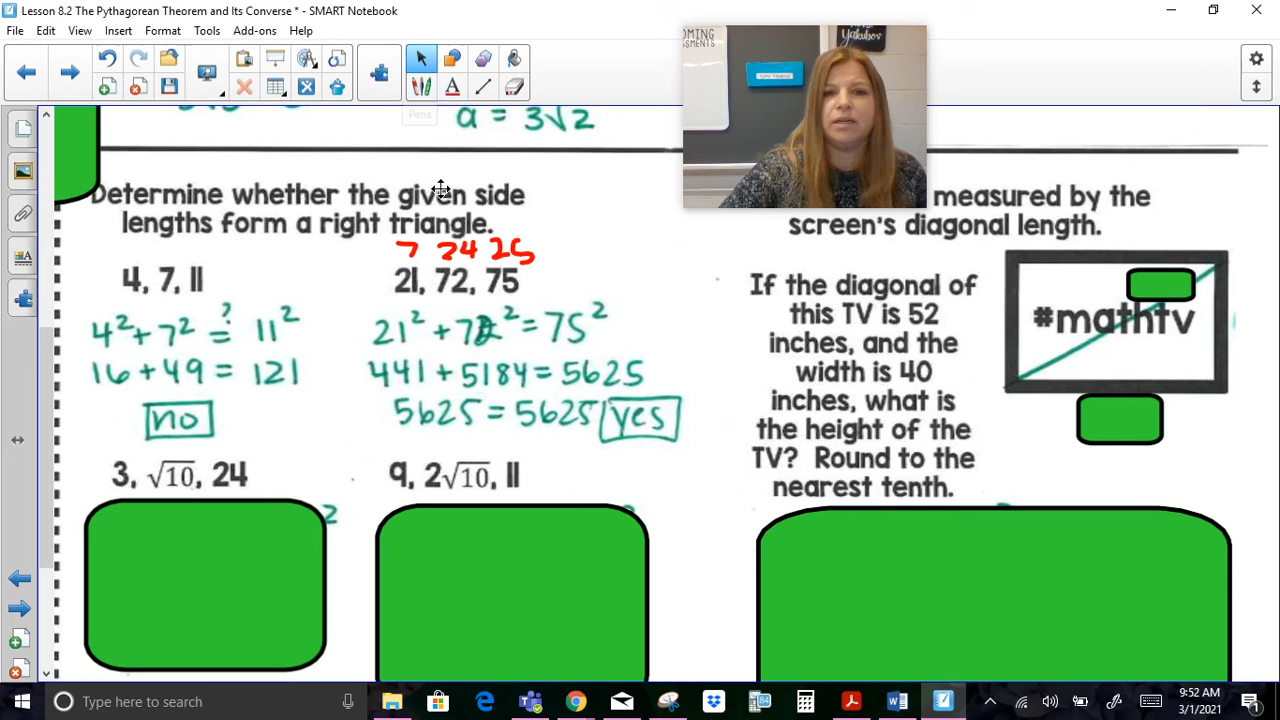 Lesson 8.2 The Pythagorean Theorem and Its Converse * - SMART Notebook
File Edit View Insert Format Tools Add-ons Help
OMING
ESSMENTS
Yakubov
Pens
a = 3√2
Determine whether the given side
lengths form a right triangle.
4, 7, 11
4² + 7² ?= 11²
16 + 49 = 121
no
7 24 25
21, 72, 75
21² + 72² = 75²
441 + 5184 = 5625
5625 = 5625 yes
3, √10, 24
2
9, 2√10, 11
measured by the
screen's diagonal length.
If the diagonal of
this TV is 52
inches, and the
width is 40
inches, what is
the height of the
TV? Round to the
nearest tenth.
#mathtv
Type here to search
9:52 AM
3/1/2021